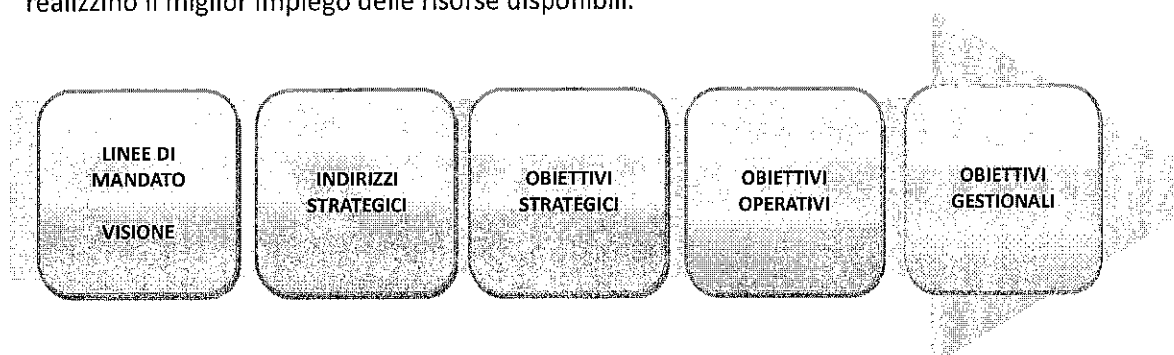 realizzino il miglior impiego delle risorse disponibili.
LINEE DI
MANDATO
VISIONE
INDIRIZZI
STRATEGICI
OBIETTIVI
STRATEGICI
OBIETTIVI
OPERATIVI
OBIETTIVI
GESTIONALI